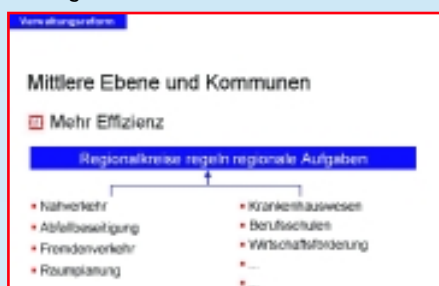 Verwaltungsreform
Mittlere Ebene und Kommunen
Mehr Effizienz
Regionalkreise regeln regionale Aufgaben
Nahverkehr
Abfallbeseitigung
Fremdenverkehr
Raumplanung
Krankenhauswesen
Berufsschulen
Wirtschaftsförderung
...
...